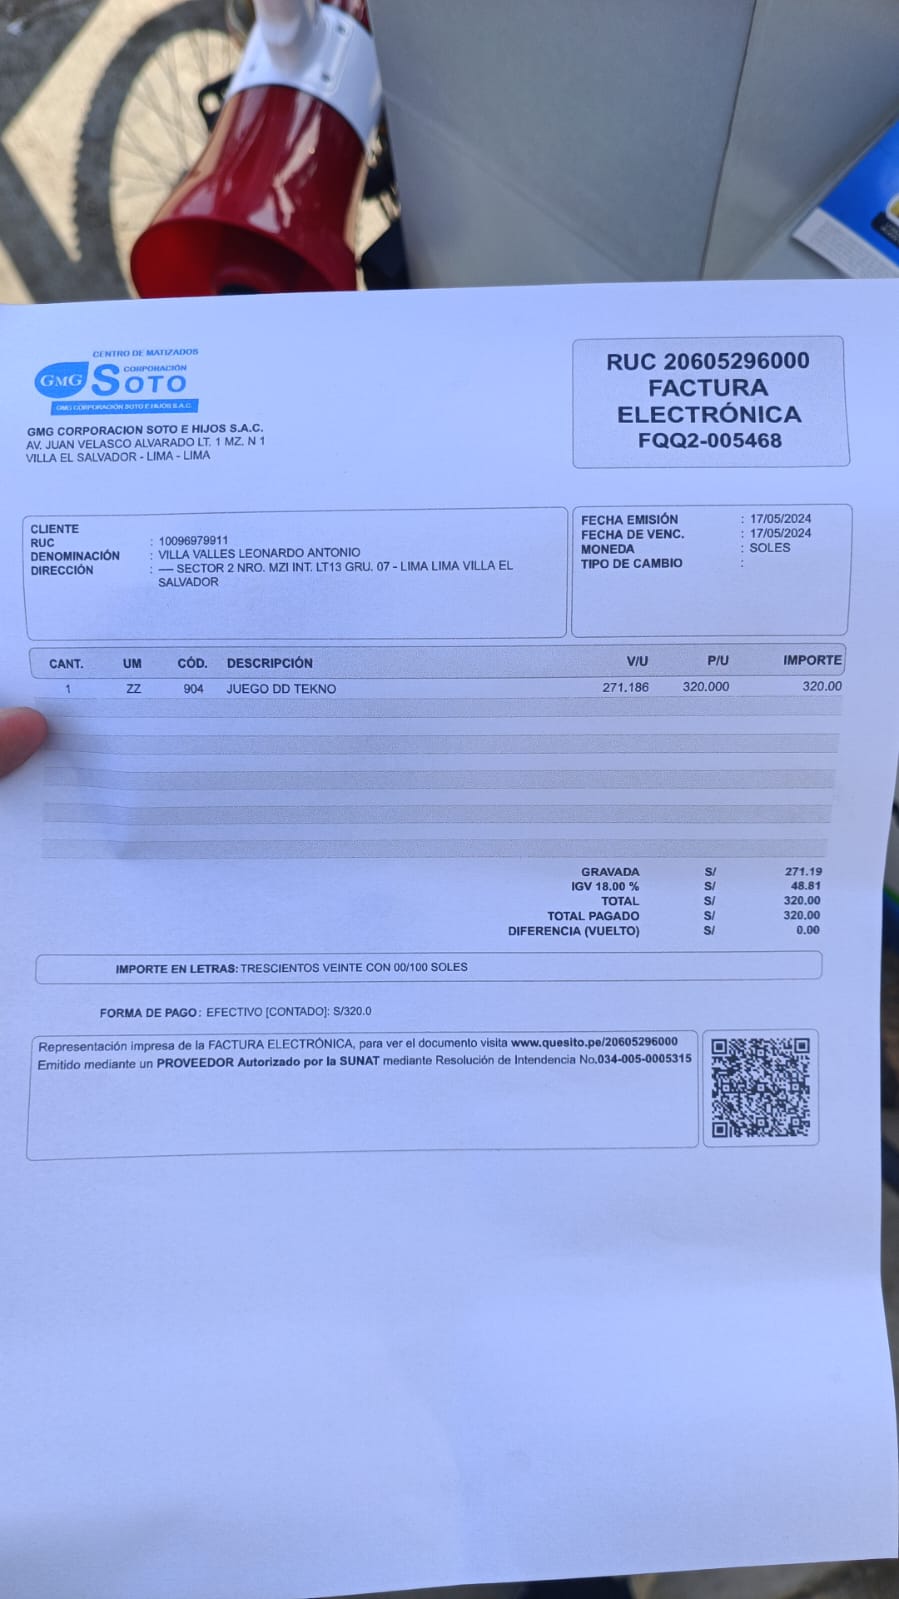 CENTRO DE MATIZADOS
GMG CORPORACIÓN SOTO
GMG CORPORACIÓN SOTO E HIJOS S.A.C.
GMG CORPORACION SOTO E HIJOS S.A.C.
AV. JUAN VELASCO ALVARADO LT. 1 MZ. N 1
VILLA EL SALVADOR - LIMA - LIMA
RUC 20605296000
FACTURA
ELECTRÓNICA
FQQ2-005468
CLIENTE
RUC : 10096979911
DENOMINACIÓN : VILLA VALLES LEONARDO ANTONIO
DIRECCIÓN : — SECTOR 2 NRO. MZI INT. LT13 GRU. 07 - LIMA LIMA VILLA EL
SALVADOR
FECHA EMISIÓN : 17/05/2024
FECHA DE VENC. : 17/05/2024
MONEDA : SOLES
TIPO DE CAMBIO :
CANT. UM CÓD. DESCRIPCIÓN V/U P/U IMPORTE
1 ZZ 904 JUEGO DD TEKNO 271.186 320.000 320.00
GRAVADA S/ 271.19
IGV 18.00 % S/ 48.81
TOTAL S/ 320.00
TOTAL PAGADO S/ 320.00
DIFERENCIA (VUELTO) S/ 0.00
IMPORTE EN LETRAS: TRESCIENTOS VEINTE CON 00/100 SOLES
FORMA DE PAGO: EFECTIVO [CONTADO]: S/320.0
Representación impresa de la FACTURA ELECTRÓNICA, para ver el documento visita www.quesito.pe/20605296000
Emitido mediante un PROVEEDOR Autorizado por la SUNAT mediante Resolución de Intendencia No.034-005-0005315